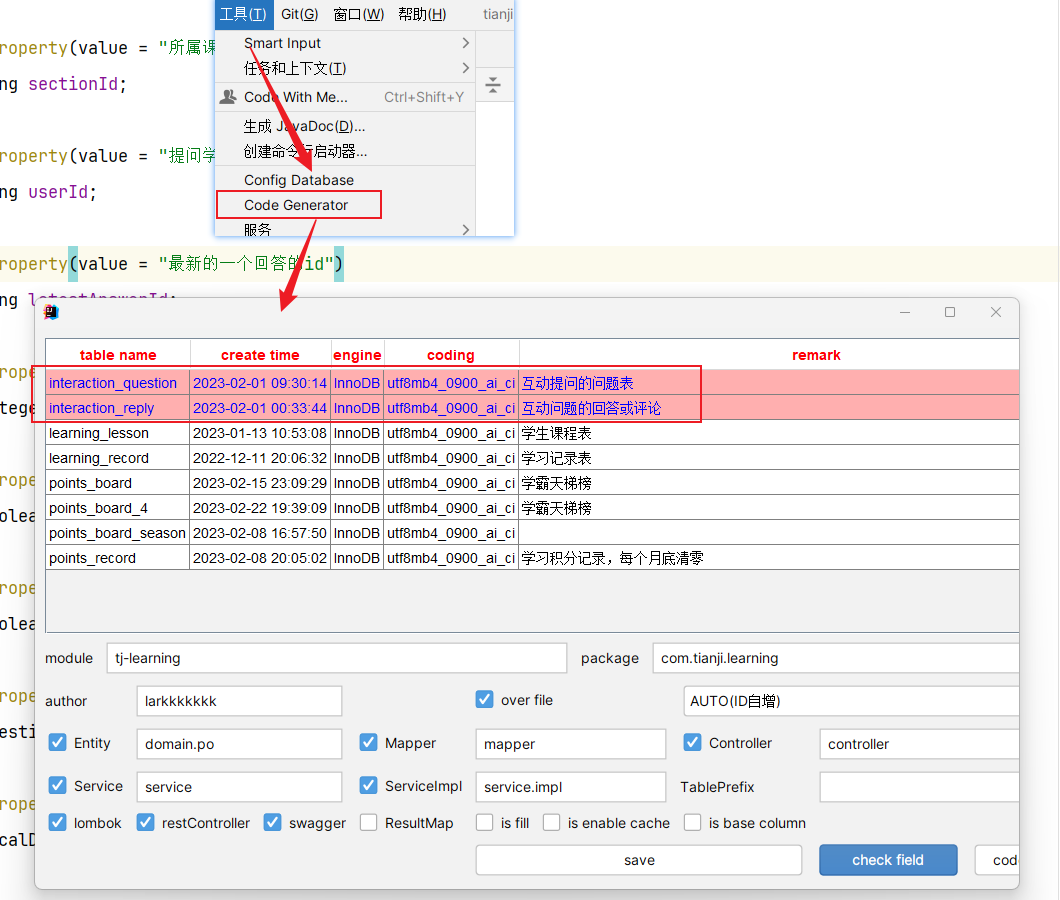 工具(T) Git(G) 窗口(W) 帮助(H) tianji
Smart Input
任务和上下文(T)
Code With Me... Ctrl+Shift+Y
生成 JavaDoc(D)...
创建命令行启动器...
Config Database
Code Generator
服务
roperty(value = "所属课
ng sectionId;
roperty(value = "提问学
ng userId;
roperty(value = "最新的一个回答的id")
ng latestAnswerId;
rope
tege
rope
olea
rope
olea
rope
esti
rope
calD
table name create time engine coding remark
interaction_question 2023-02-01 09:30:14 InnoDB utf8mb4_0900_ai_ci 互动提问的问题表
interaction_reply 2023-02-01 00:33:44 InnoDB utf8mb4_0900_ai_ci 互动问题的回答或评论
learning_lesson 2023-01-13 10:53:08 InnoDB utf8mb4_0900_ai_ci 学生课程表
learning_record 2022-12-11 20:06:32 InnoDB utf8mb4_0900_ai_ci 学习记录表
points_board 2023-02-15 23:09:29 InnoDB utf8mb4_0900_ai_ci 学霸天梯榜
points_board_4 2023-02-22 19:39:09 InnoDB utf8mb4_0900_ai_ci 学霸天梯榜
points_board_season 2023-02-08 16:57:50 InnoDB utf8mb4_0900_ai_ci
points_record 2023-02-08 20:05:02 InnoDB utf8mb4_0900_ai_ci 学习积分记录，每个月底清零
module tj-learning package com.tianji.learning
author larkkkkkkk over file AUTO(ID自增)
Entity domain.po Mapper mapper Controller controller
Service service ServiceImpl service.impl TablePrefix
lombok restController swagger ResultMap is fill is enable cache is base column
save check field cod